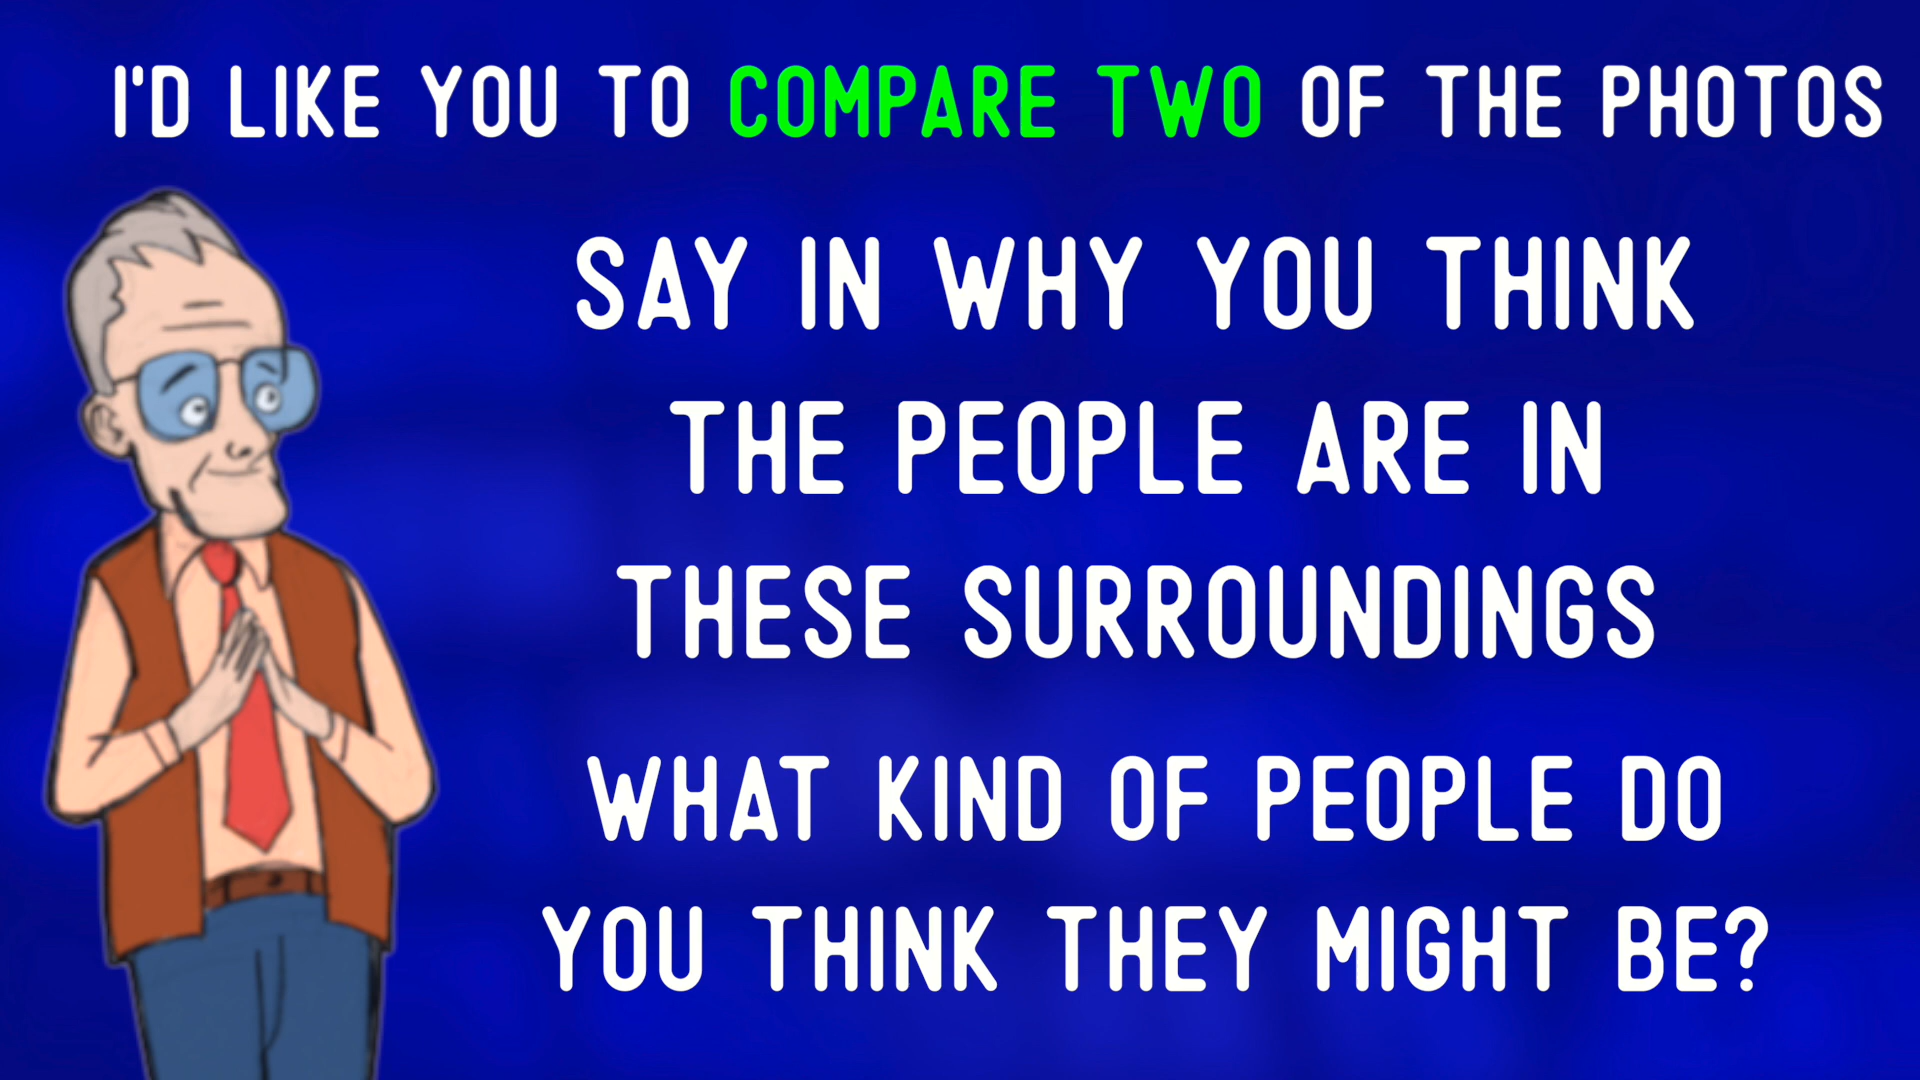 I'D LIKE YOU TO COMPARE TWO OF THE PHOTOS
SAY IN WHY YOU THINK
THE PEOPLE ARE IN
THESE SURROUNDINGS
WHAT KIND OF PEOPLE DO
YOU THINK THEY MIGHT BE?